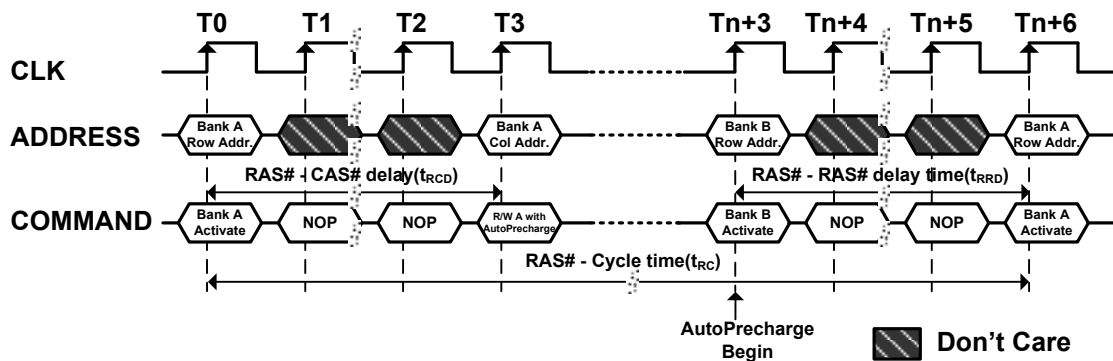 T0 T1 T2 T3 Tn+3 Tn+4 Tn+5 Tn+6
CLK
ADDRESS
Bank A
Row Addr.
Bank A
Col Addr.
Bank B
Row Addr.
Bank A
Row Addr.
RAS# - CAS# delay(tRCD)
RAS# - RAS# delay time(tRRD)
COMMAND
Bank A
Activate
NOP
NOP
R/W A with
AutoPrecharge
Bank B
Activate
NOP
NOP
Bank A
Activate
RAS# - Cycle time(tRC)
AutoPrecharge
Begin
Don't Care